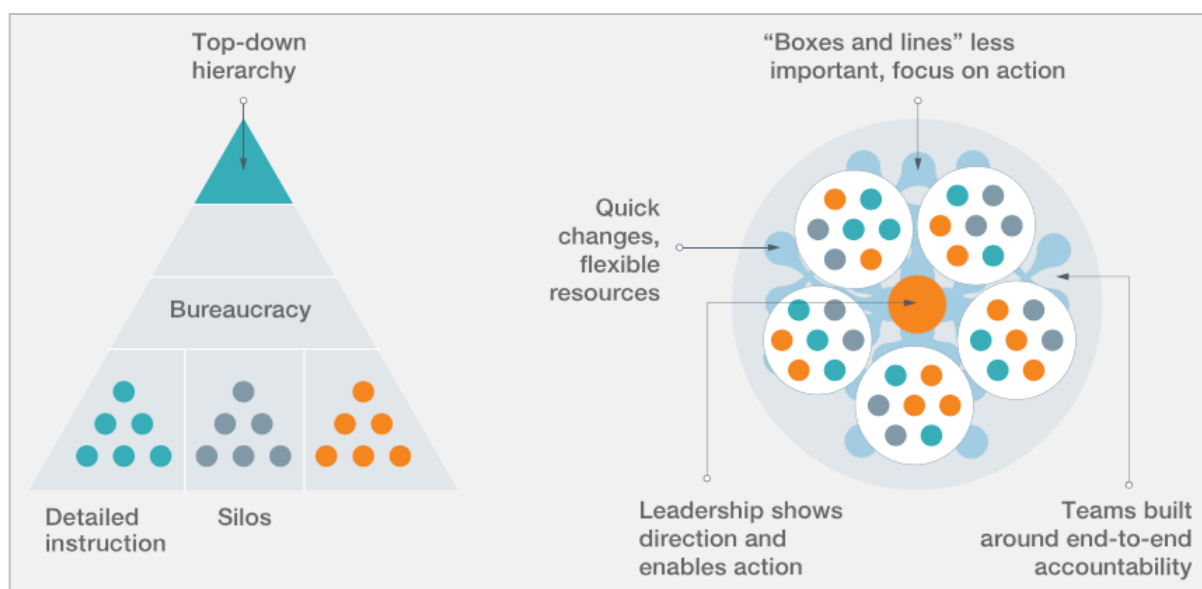 Top-down
hierarchy
Bureaucracy
Detailed
instruction
Silos
“Boxes and lines” less
important, focus on action
Quick
changes,
flexible
resources
Leadership shows
direction and
enables action
Teams built
around end-to-end
accountability